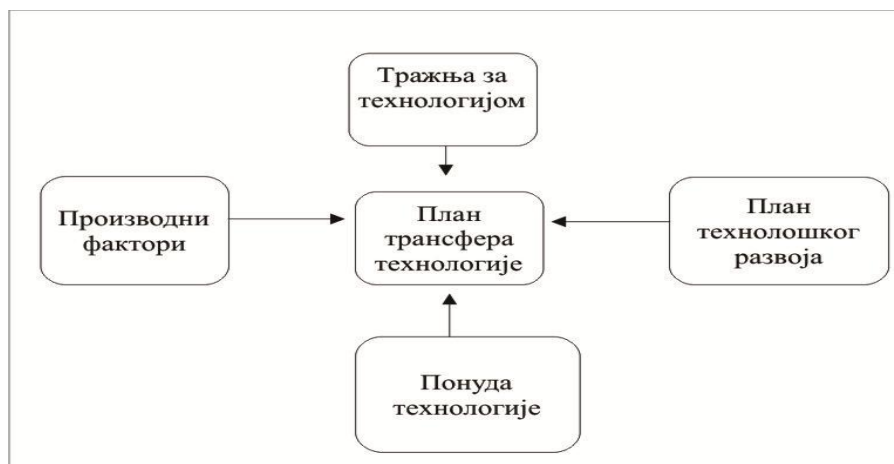 Тражња за
технологијом
Производни
фактори
План
трансфера
технологије
План
технолошког
развоја
Понуда
технологије